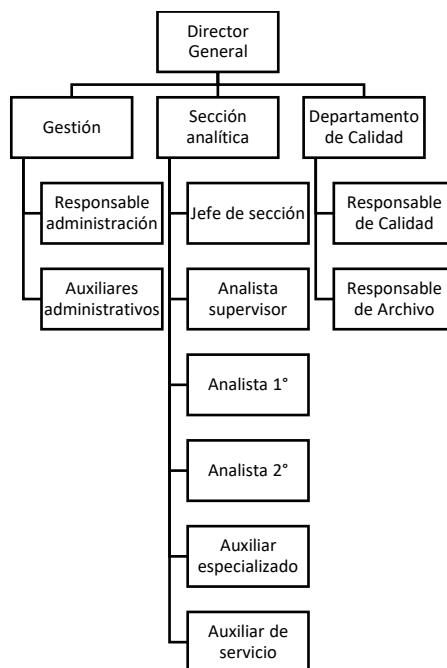 Director
General
Gestión
Sección
analítica
Departamento
de Calidad
Responsable
administración
Jefe de sección
Responsable
de Calidad
Auxiliares
administrativos
Analista
supervisor
Responsable
de Archivo
Analista 1°
Analista 2°
Auxiliar
especializado
Auxiliar de
servicio